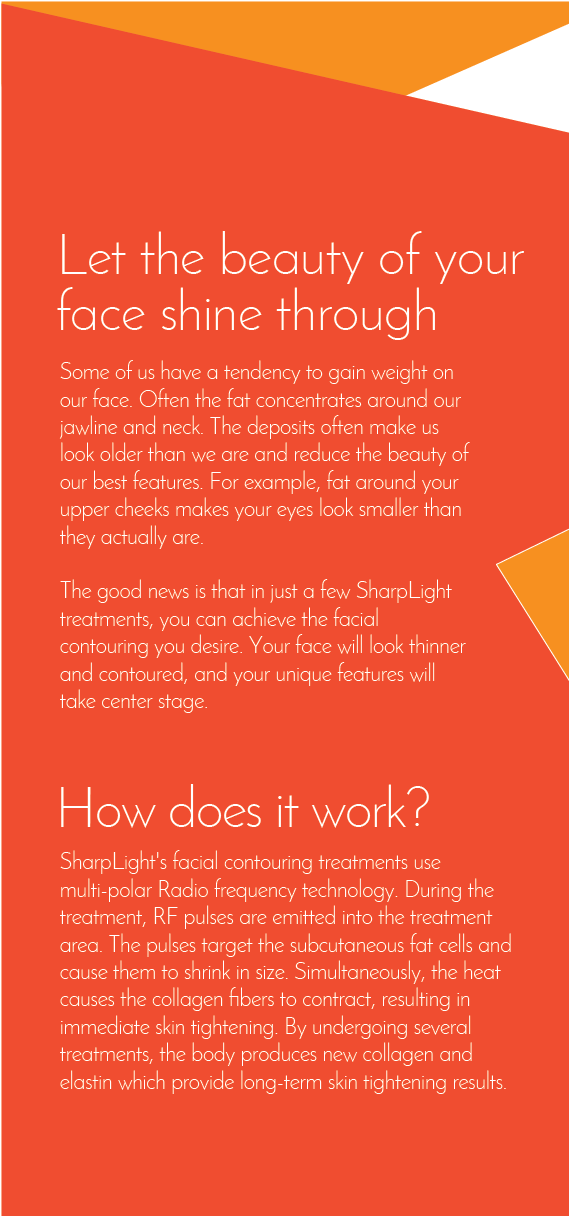 Let the beauty of your
face shine through
Some of us have a tendency to gain weight on
our face. Often the fat concentrates around our
jawline and neck. The deposits often make us
look older than we are and reduce the beauty of
our best features. For example, fat around your
upper cheeks makes your eyes look smaller than
they actually are.
The good news is that in just a few SharpLight
treatments, you can achieve the facial
contouring you desire. Your face will look thinner
and contoured, and your unique features will
take center stage.
How does it work?
SharpLight's facial contouring treatments use
multi-polar Radio frequency technology. During the
treatment, RF pulses are emitted into the treatment
area. The pulses target the subcutaneous fat cells and
cause them to shrink in size. Simultaneously, the heat
causes the collagen fibers to contract, resulting in
immediate skin tightening. By undergoing several
treatments, the body produces new collagen and
elastin which provide long-term skin tightening results.